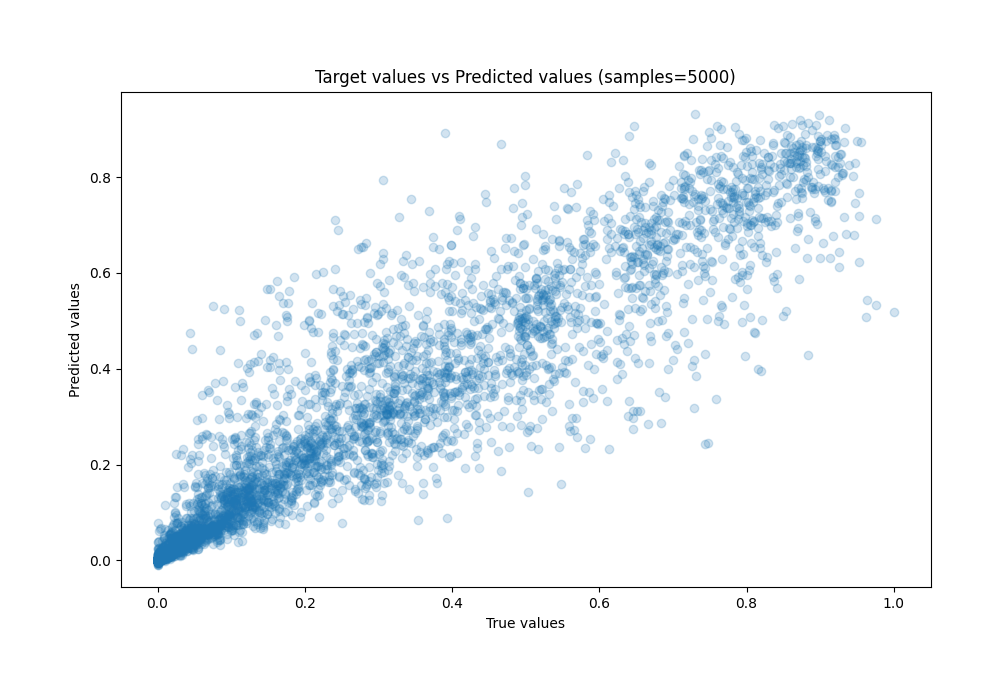 Target values vs Predicted values (samples=5000)
Predicted values
0.8
0.6
0.4
0.2
0.0
0.0 0.2 0.4 0.6 0.8 1.0
True values